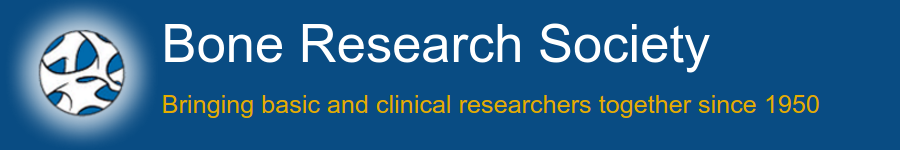 Bone Research Society
Bringing basic and clinical researchers together since 1950